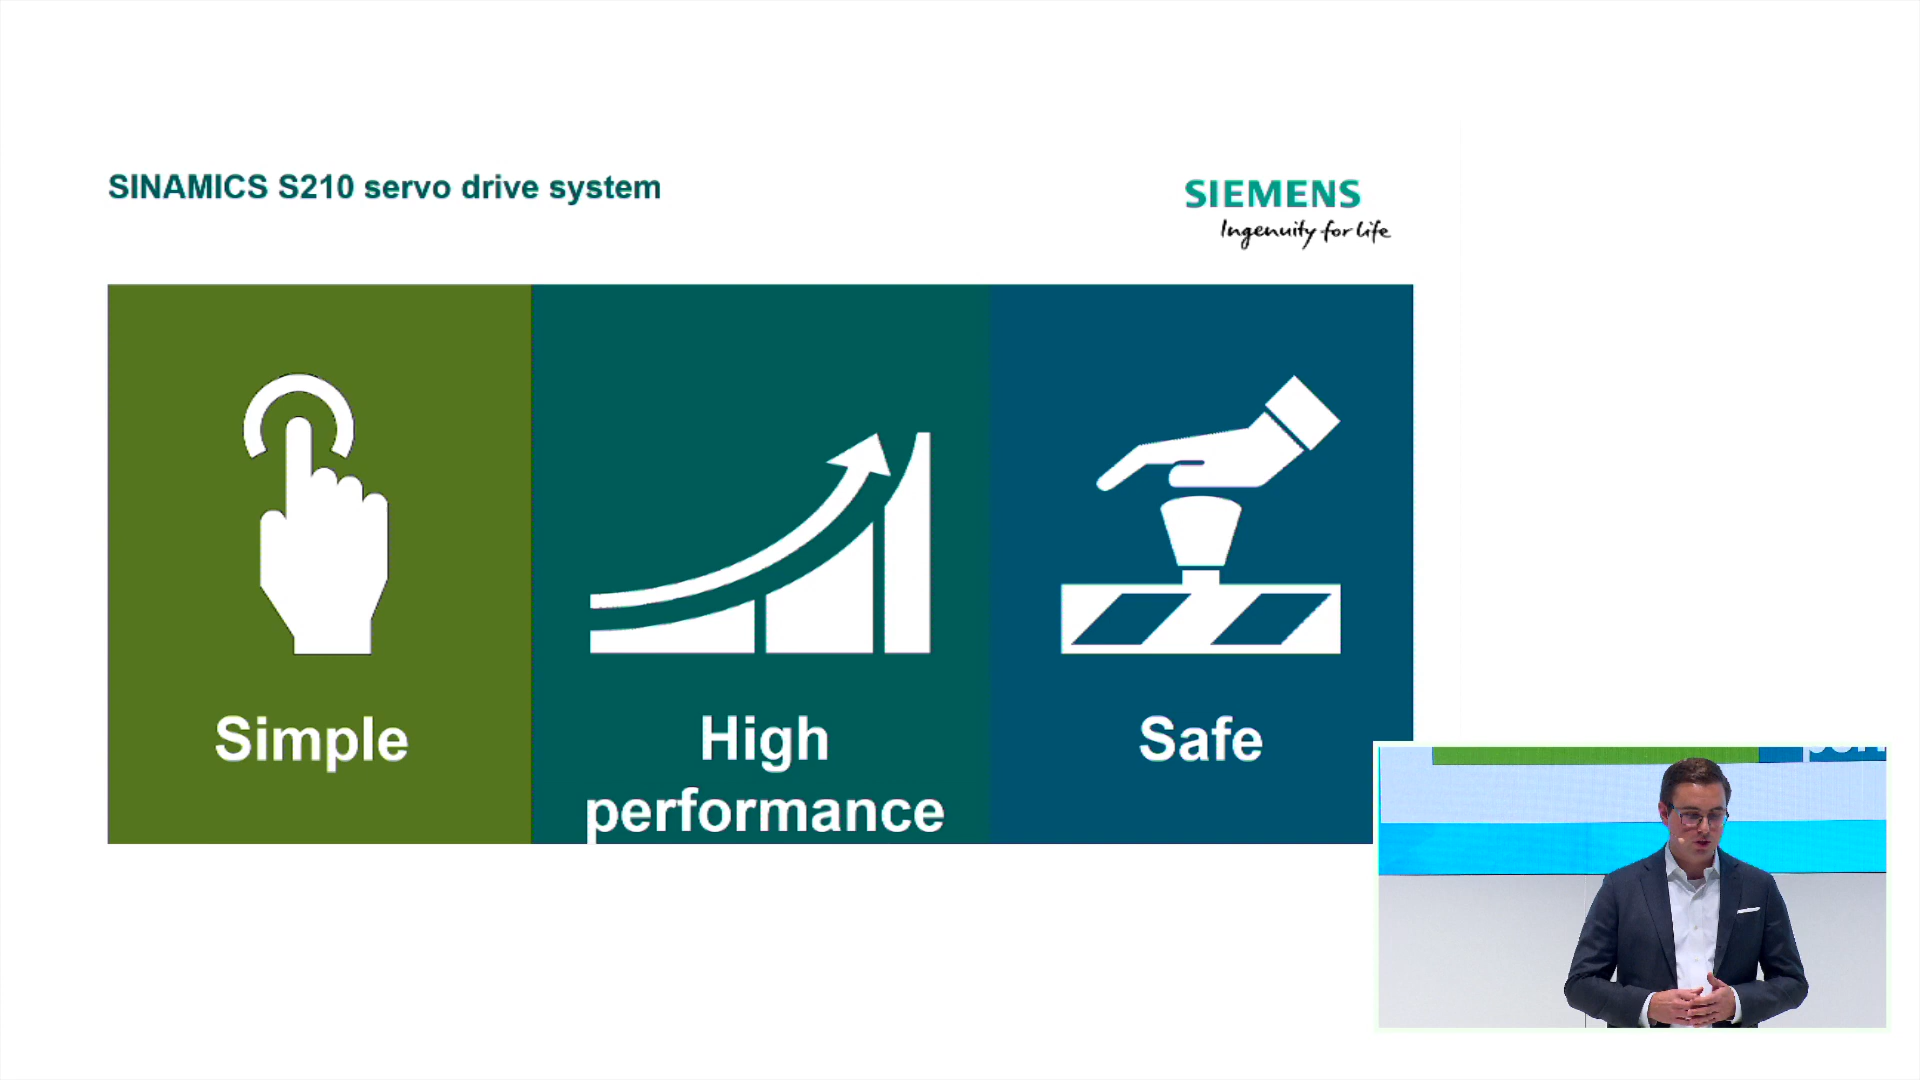 SINAMICS S210 servo drive system
SIEMENS
Ingenuity for life
Simple
High
performance
Safe